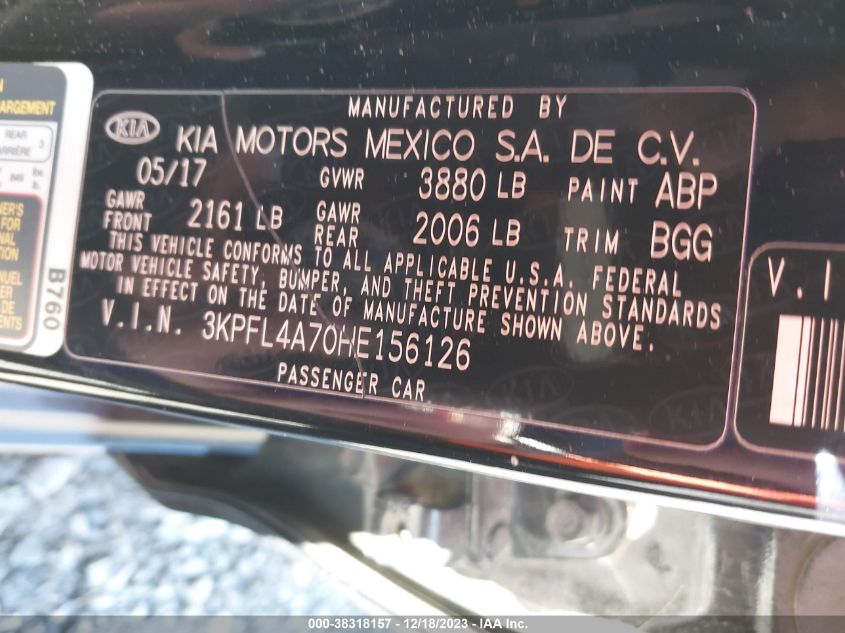 MANUFACTURED BY
KIA KIA MOTORS MEXICO S.A. DE C.V.
05/17 GVWR 3880 LB PAINT ABP
GAWR FRONT 2161 LB GAWR REAR 2006 LB TRIM BGG
THIS VEHICLE CONFORMS TO ALL APPLICABLE U.S.A. FEDERAL
MOTOR VEHICLE SAFETY, BUMPER, AND THEFT PREVENTION STANDARDS
IN EFFECT ON THE DATE OF MANUFACTURE SHOWN ABOVE.
V.I.N. 3KPFL4A70HE156126
PASSENGER CAR
REAR
3
B760
V.I
000-38318157 - 12/18/2023 - IAA Inc.